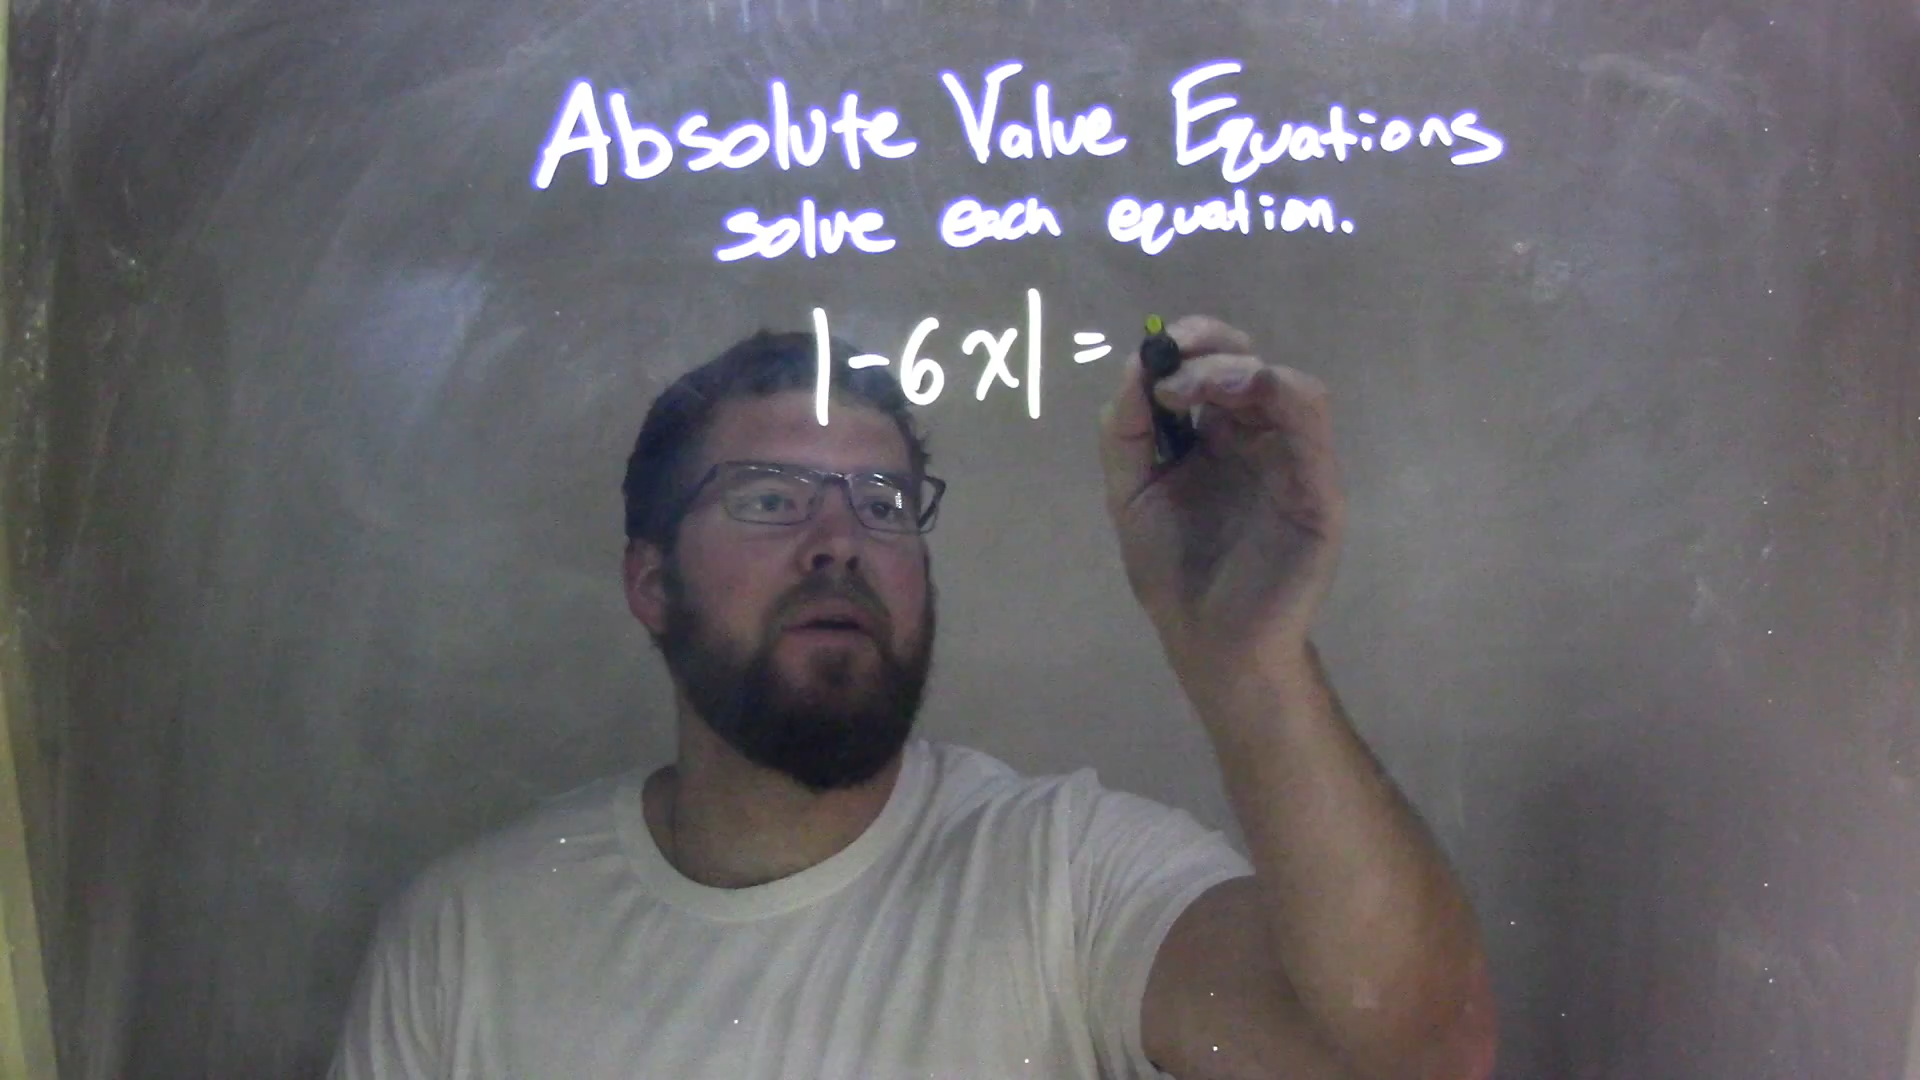 Absolute Value Equations
solve each equation.
|-6x| =